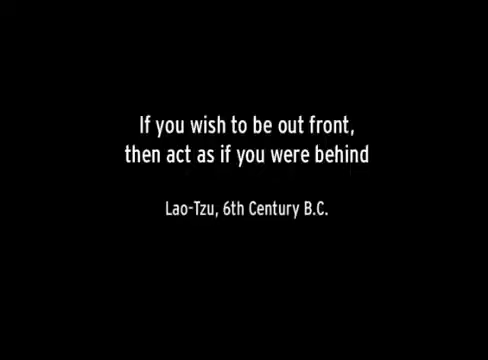 If you wish to be out front,
then act as if you were behind
Lao-Tzu, 6th Century B.C.